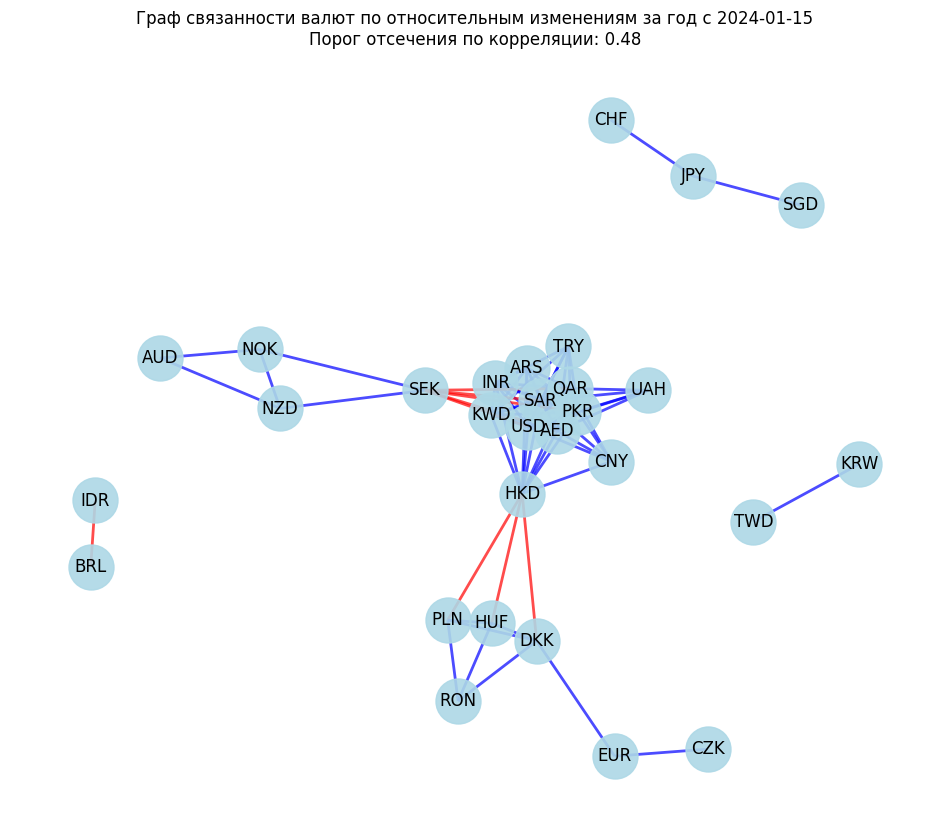 Граф связанности валют по относительным изменениям за год с 2024-01-15
Порог отсечения по корреляции: 0.48
CHF
JPY
SGD
TRY
AUD
NOK
ARS
INR
QAR
SEK
UAH
SAR
NZD
KWD
PKR
USD
AED
CNY
KRW
HKD
IDR
TWD
BRL
PLN
HUF
DKK
RON
EUR
CZK